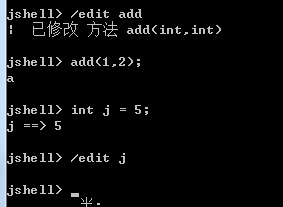 jshell> /edit add
| 已修改 方法 add(int,int)
jshell> add(1,2);
a
jshell> int j = 5;
j ==> 5
jshell> /edit j
jshell>
半.